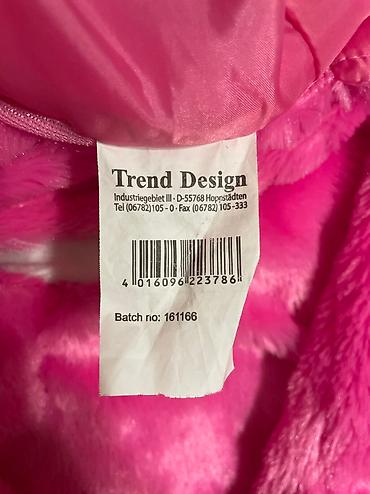 Trend Design
Industriegebiet III · D-55768 Hoppstädten
Tel (06782)105 - 0 · Fax (06782) 105-333
4 016096 223786
Batch no: 161166